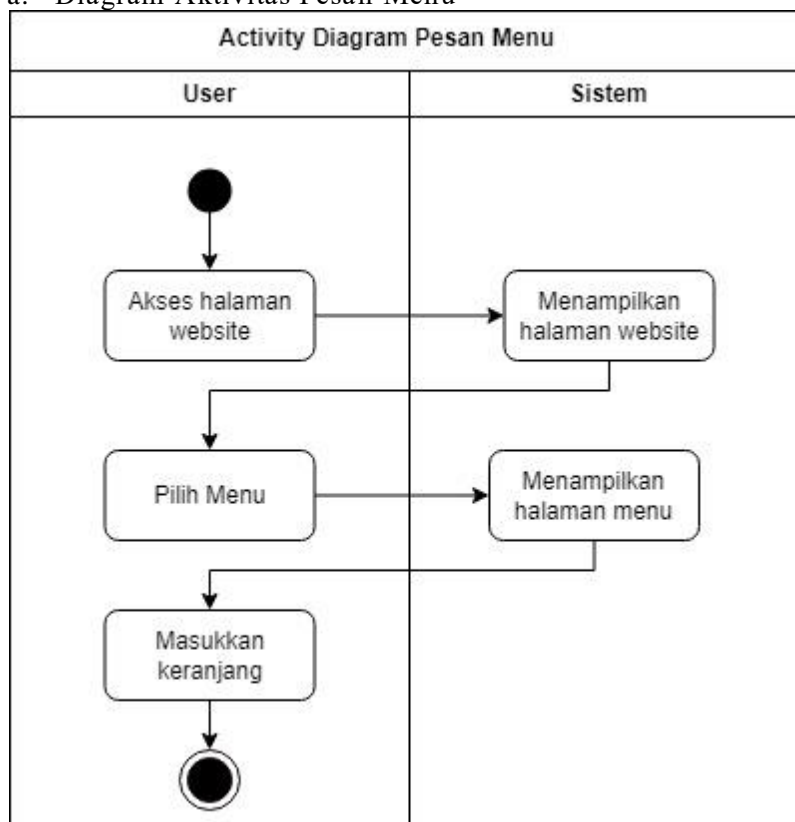 a. Diagram Aktivitas Pesan Menu
Activity Diagram Pesan Menu
User
Sistem
Akses halaman
website
Menampilkan
halaman website
Pilih Menu
Menampilkan
halaman menu
Masukkan
keranjang